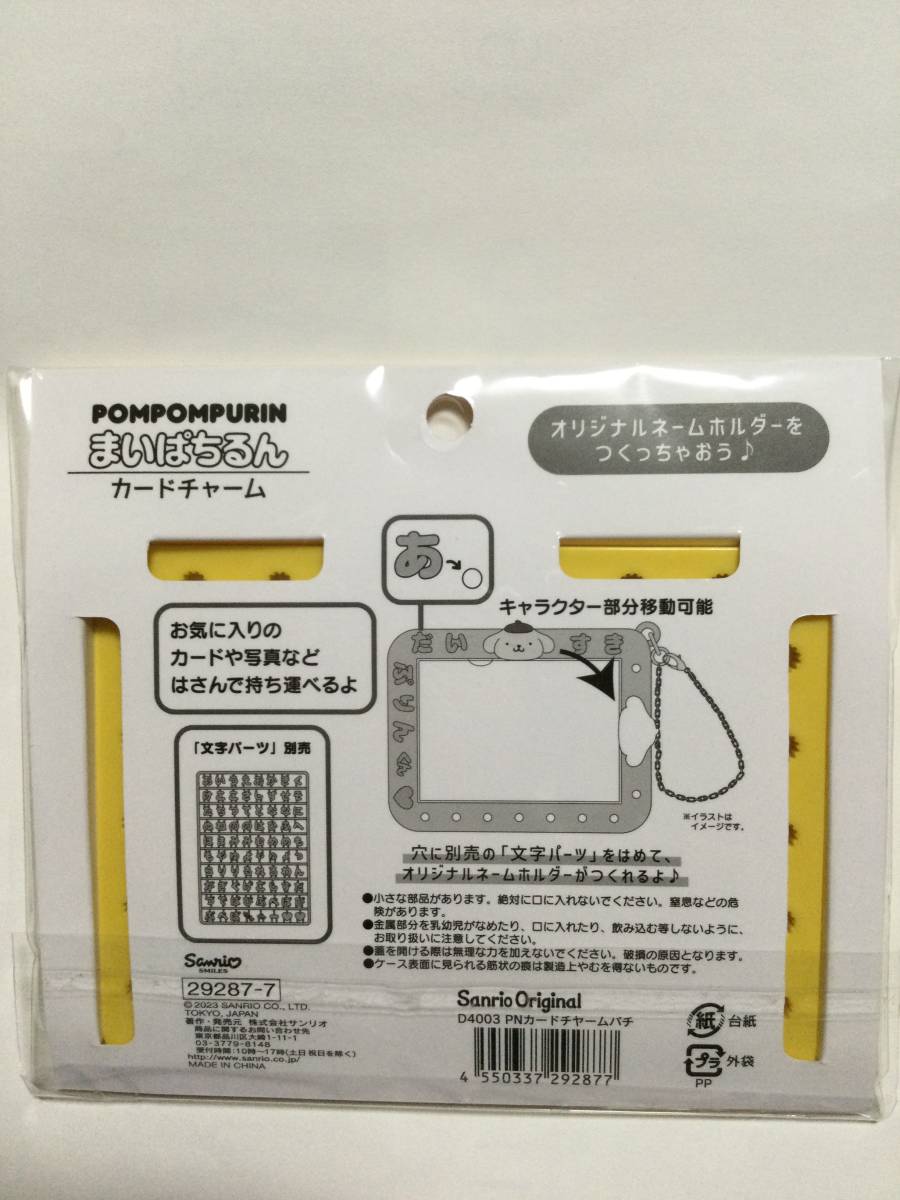 POMPOMPURIN
まいぱちるん
カードチャーム
オリジナルネームホルダーを
つくっちゃおう♪
あ
キャラクター部分移動可能
お気に入りの
カードや写真など
はさんで持ち運べるよ
だい
すき
ぷりんくん♡
「文字パーツ」別売
※イラストは
イメージです。
穴に別売の「文字パーツ」をはめて、
オリジナルネームホルダーがつくれるよ♪
●小さな部品があります。絶対に口に入れないでください。窒息などの危
険があります。
●金属部分を乳幼児がなめたり、口に入れたり、飲み込む等しないように、
お取り扱いに注意してください。
●蓋を開ける際は無理な力を加えないでください。破損の原因となります。
●ケース表面に見られる筋状の痕は製造上やむを得ないものです。
Sanrio
SMILES
29287-7
© 2023 SANRIO CO., LTD.
TOKYO, JAPAN
著作・発売元 株式会社サンリオ
商品に関するお問い合わせ先
東京都品川区大崎1-11-1
03-3779-8148
受付時間:10時～17時(土日祝日を除く)
http://www.sanrio.co.jp/
MADE IN CHINA
Sanrio Original
D4003 PNカードチャームパチ
4 550337 292877
紙 台紙
プラ 外袋
PP